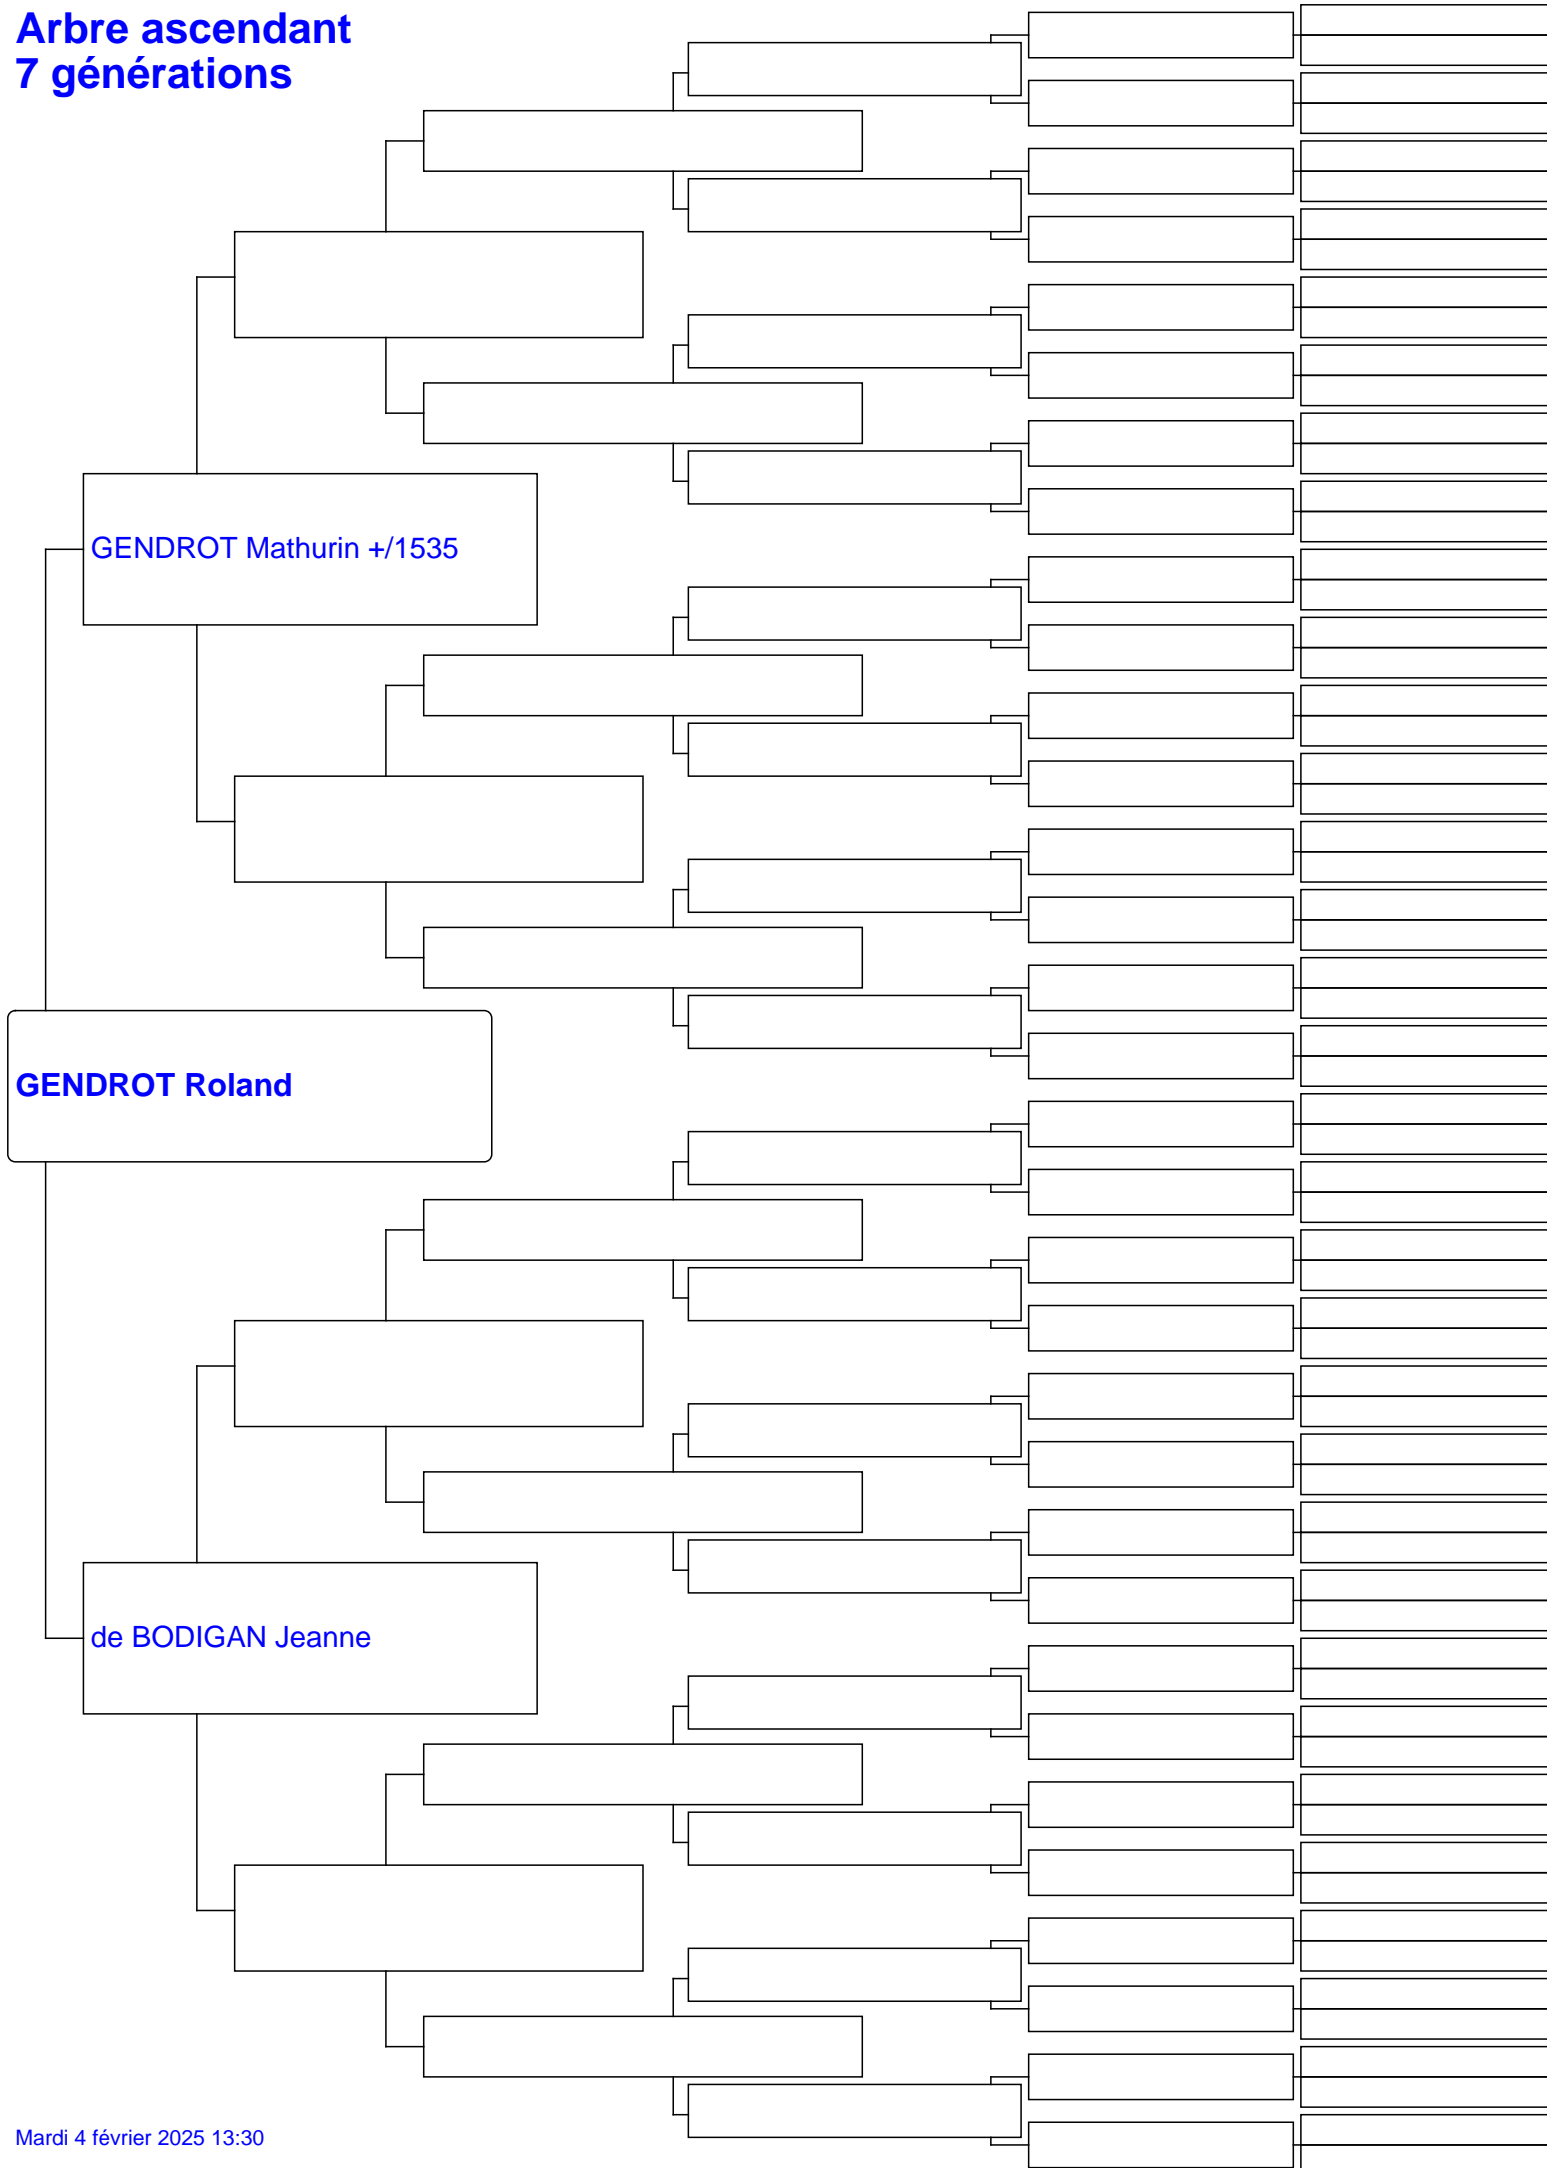 Arbre ascendant
7 générations
GENDROT Mathurin +/1535
GENDROT Roland
de BODIGAN Jeanne
Mardi 4 février 2025 13:30